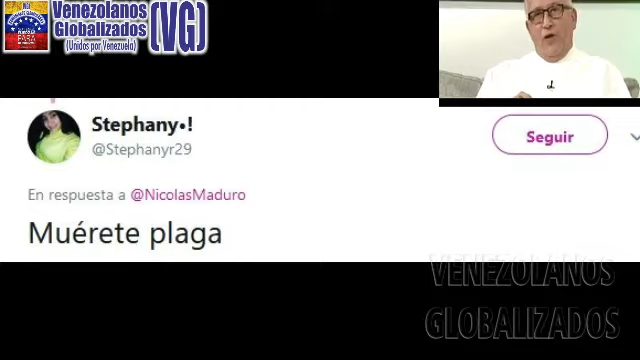 Venezolanos
Globalizados
(Unidos por Venezuela)
(VG)
Stephany•!
@Stephanyr29
Seguir
En respuesta a @NicolasMaduro
Muérete plaga
VENEZOLANOS
GLOBALIZADOS